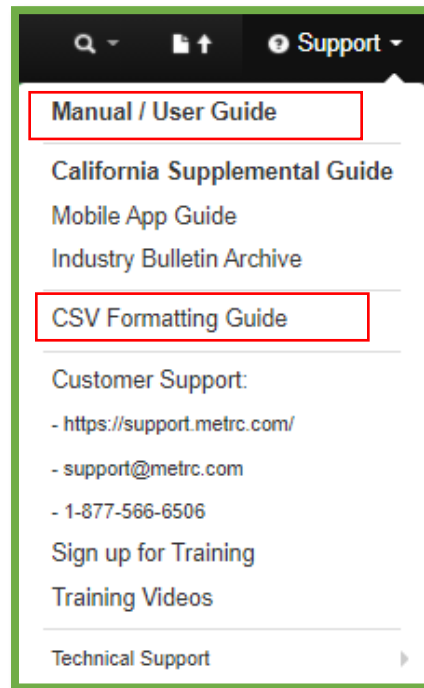 Support
Manual / User Guide
California Supplemental Guide
Mobile App Guide
Industry Bulletin Archive
CSV Formatting Guide
Customer Support:
- https://support.metrc.com/
- support@metrc.com
- 1-877-566-6506
Sign up for Training
Training Videos
Technical Support